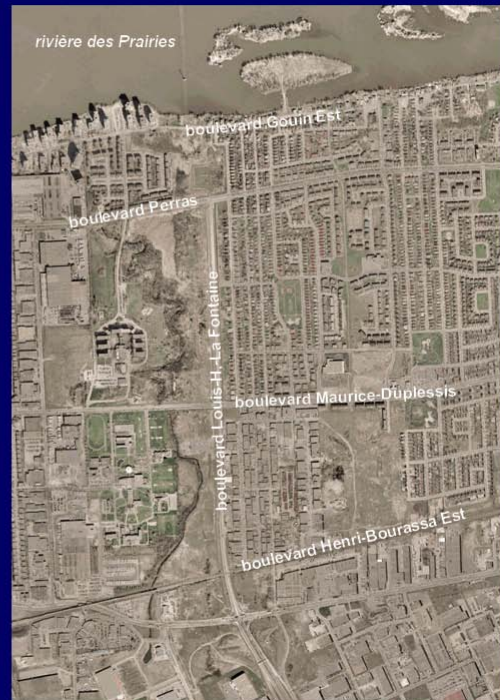 rivière des Prairies
boulevard Gouin Est
boulevard Perras
boulevard Louis-H.-La Fontaine
boulevard Maurice-Duplessis
boulevard Henri-Bourassa Est